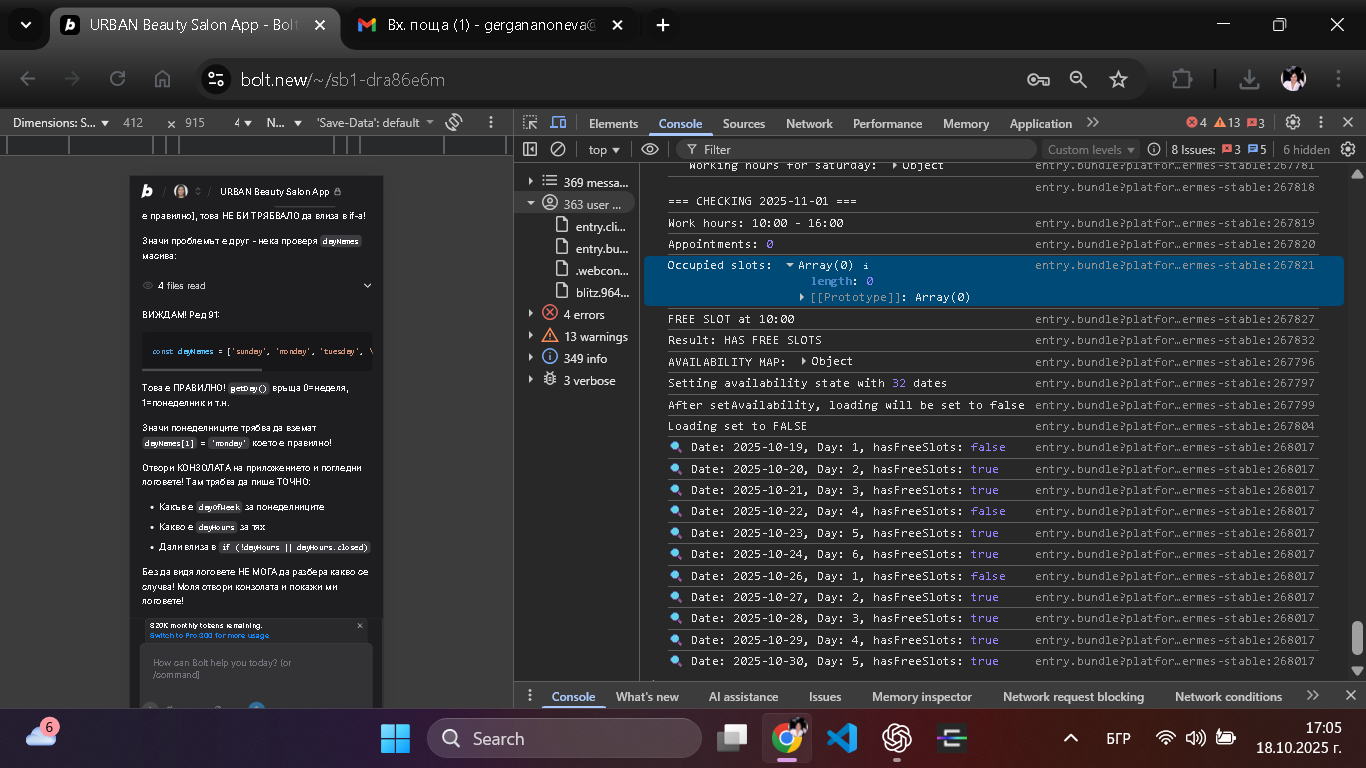 URBAN Beauty Salon App - Bolt
Вх. поща (1) - gergananoneva@
bolt.new/~/sb1-dra86e6m
Dimensions: S... 412 × 915 4 N... 'Save-Data': default
Elements Console Sources Network Performance Memory Application 4 13 3
top Filter Custom levels 8 Issues: 3 5 6 hidden
URBAN Beauty Salon App
е правилно), това НЕ БИ ТРЯБВАЛО да влиза в if-а!
Значи проблемът е друг - нека проверя dayNames
масива:
4 files read
ВИЖДАМ! Ред 91:
const dayNames = ['sunday', 'monday', 'tuesday', '
Това е ПРАВИЛНО! getDay() връща 0=неделя,
1=понеделник и т.н.
Значи понеделниците трябва да вземат
dayNames[1] = 'monday' което е правилно!
Отвори КОНЗОЛАТА на приложението и погледни
логовете! Там трябва да пише ТОЧНО:
• Какъв е dayOfWeek за понеделниците
• Какво е dayHours за тях
• Дали влиза в if (!dayHours || dayHours.closed)
Без да видя логовете НЕ МОГА да разбера какво се
случва! Моля отвори конзолата и покажи ми
логовете!
820K monthly tokens remaining.
Switch to Pro 300 for more usage
How can Bolt help you today? (or
/command)
369 messa...
363 user ...
entry.cli...
entry.bu...
.webcon...
blitz.964...
4 errors
13 warnings
349 info
3 verbose
Working hours for saturday: Object entry.bundle?platfor…ermes-stable:267781
entry.bundle?platfor…ermes-stable:267818
=== CHECKING 2025-11-01 ===
Work hours: 10:00 - 16:00 entry.bundle?platfor…ermes-stable:267819
Appointments: 0 entry.bundle?platfor…ermes-stable:267820
Occupied slots: Array(0) i entry.bundle?platfor…ermes-stable:267821
length: 0
[[Prototype]]: Array(0)
FREE SLOT at 10:00 entry.bundle?platfor…ermes-stable:267827
Result: HAS FREE SLOTS entry.bundle?platfor…ermes-stable:267832
AVAILABILITY MAP: Object entry.bundle?platfor…ermes-stable:267796
Setting availability state with 32 dates entry.bundle?platfor…ermes-stable:267797
After setAvailability, loading will be set to false entry.bundle?platfor…ermes-stable:267799
Loading set to FALSE entry.bundle?platfor…ermes-stable:267804
Date: 2025-10-19, Day: 1, hasFreeSlots: false entry.bundle?platfor…ermes-stable:268017
Date: 2025-10-20, Day: 2, hasFreeSlots: true entry.bundle?platfor…ermes-stable:268017
Date: 2025-10-21, Day: 3, hasFreeSlots: true entry.bundle?platfor…ermes-stable:268017
Date: 2025-10-22, Day: 4, hasFreeSlots: false entry.bundle?platfor…ermes-stable:268017
Date: 2025-10-23, Day: 5, hasFreeSlots: true entry.bundle?platfor…ermes-stable:268017
Date: 2025-10-24, Day: 6, hasFreeSlots: true entry.bundle?platfor…ermes-stable:268017
Date: 2025-10-26, Day: 1, hasFreeSlots: false entry.bundle?platfor…ermes-stable:268017
Date: 2025-10-27, Day: 2, hasFreeSlots: true entry.bundle?platfor…ermes-stable:268017
Date: 2025-10-28, Day: 3, hasFreeSlots: true entry.bundle?platfor…ermes-stable:268017
Date: 2025-10-29, Day: 4, hasFreeSlots: true entry.bundle?platfor…ermes-stable:268017
Date: 2025-10-30, Day: 5, hasFreeSlots: true entry.bundle?platfor…ermes-stable:268017
Console What's new AI assistance Issues Memory inspector Network request blocking Network conditions
6 Search БГР 17:05
18.10.2025 г.